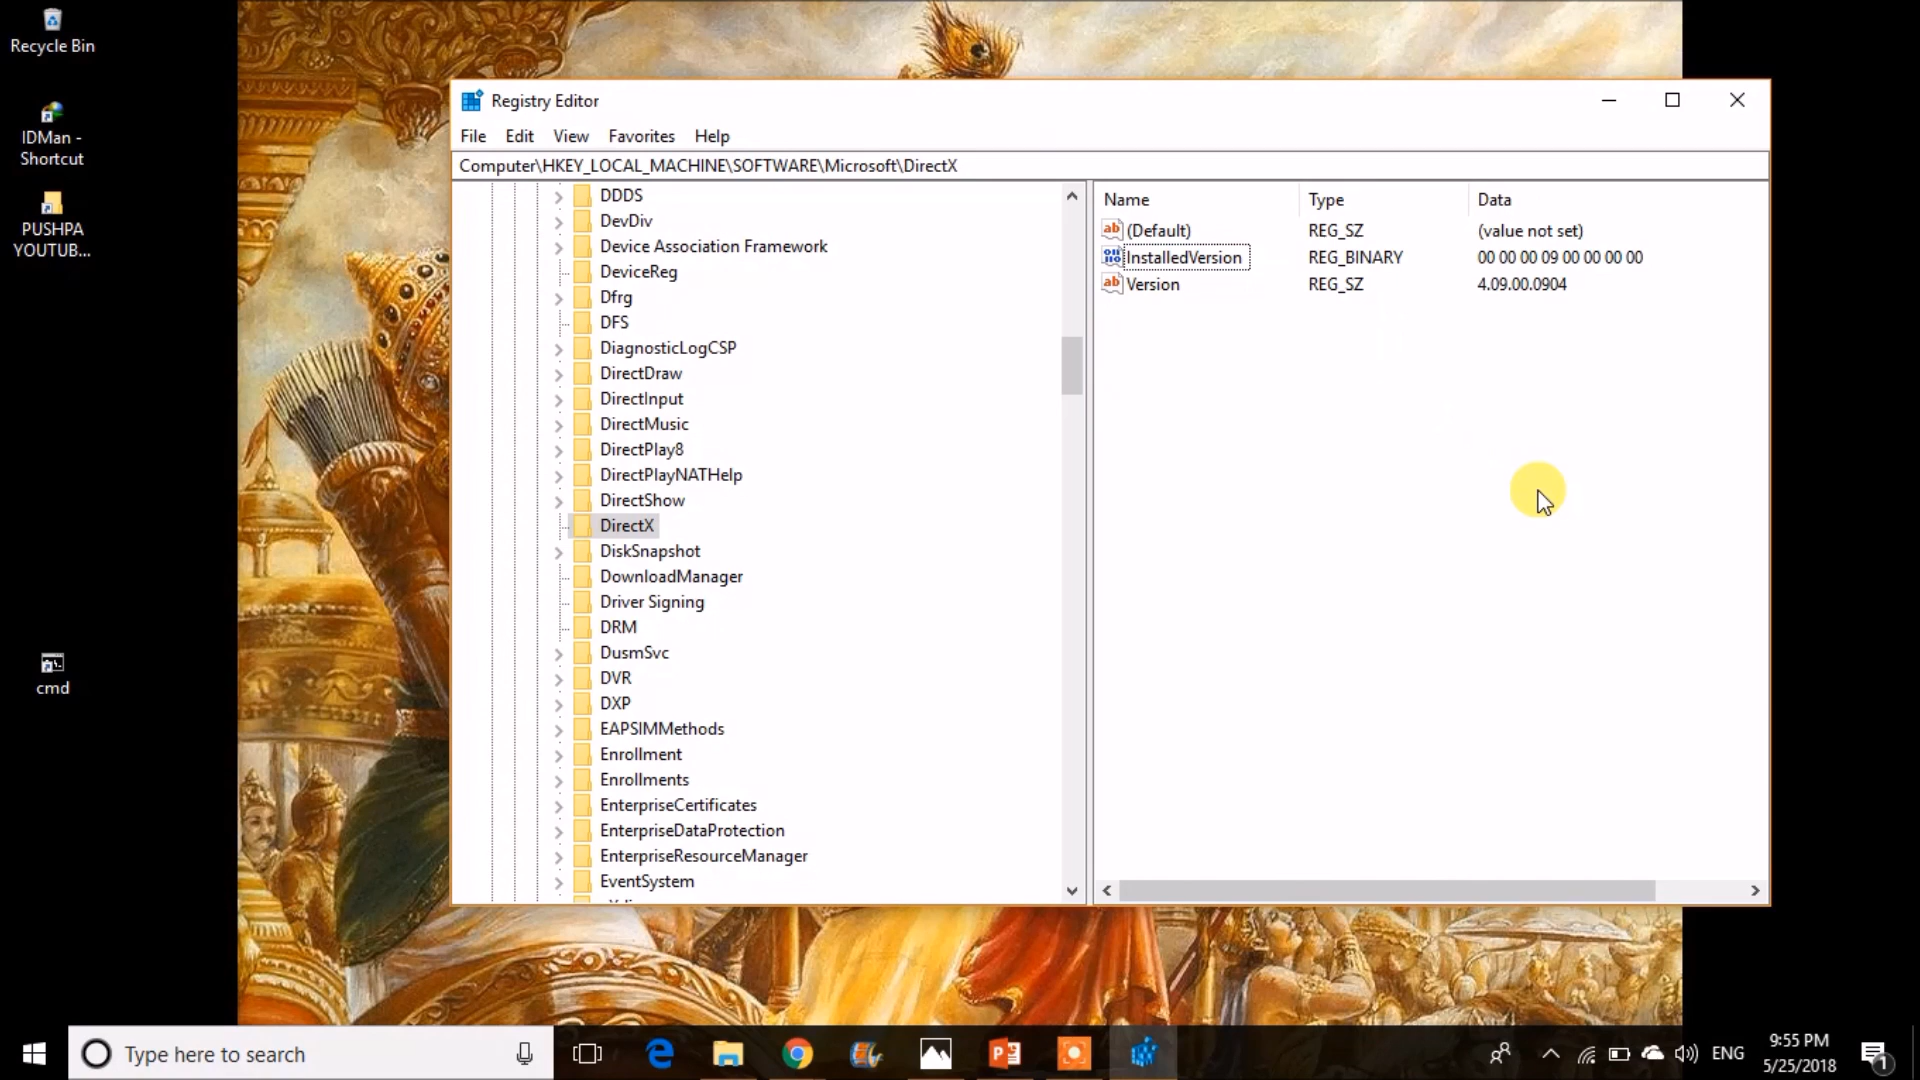 Recycle Bin
IDMan -
Shortcut
PUSHPA
YOUTUB...
cmd
Registry Editor
File Edit View Favorites Help
Computer\HKEY_LOCAL_MACHINE\SOFTWARE\Microsoft\DirectX
DDDS
DevDiv
Device Association Framework
DeviceReg
Dfrg
DFS
DiagnosticLogCSP
DirectDraw
DirectInput
DirectMusic
DirectPlay8
DirectPlayNATHelp
DirectShow
DirectX
DiskSnapshot
DownloadManager
Driver Signing
DRM
DusmSvc
DVR
DXP
EAPSIMMethods
Enrollment
Enrollments
EnterpriseCertificates
EnterpriseDataProtection
EnterpriseResourceManager
EventSystem
Name Type Data
(Default) REG_SZ (value not set)
InstalledVersion REG_BINARY 00 00 00 09 00 00 00 00
Version REG_SZ 4.09.00.0904
Type here to search
ENG
9:55 PM
5/25/2018
1